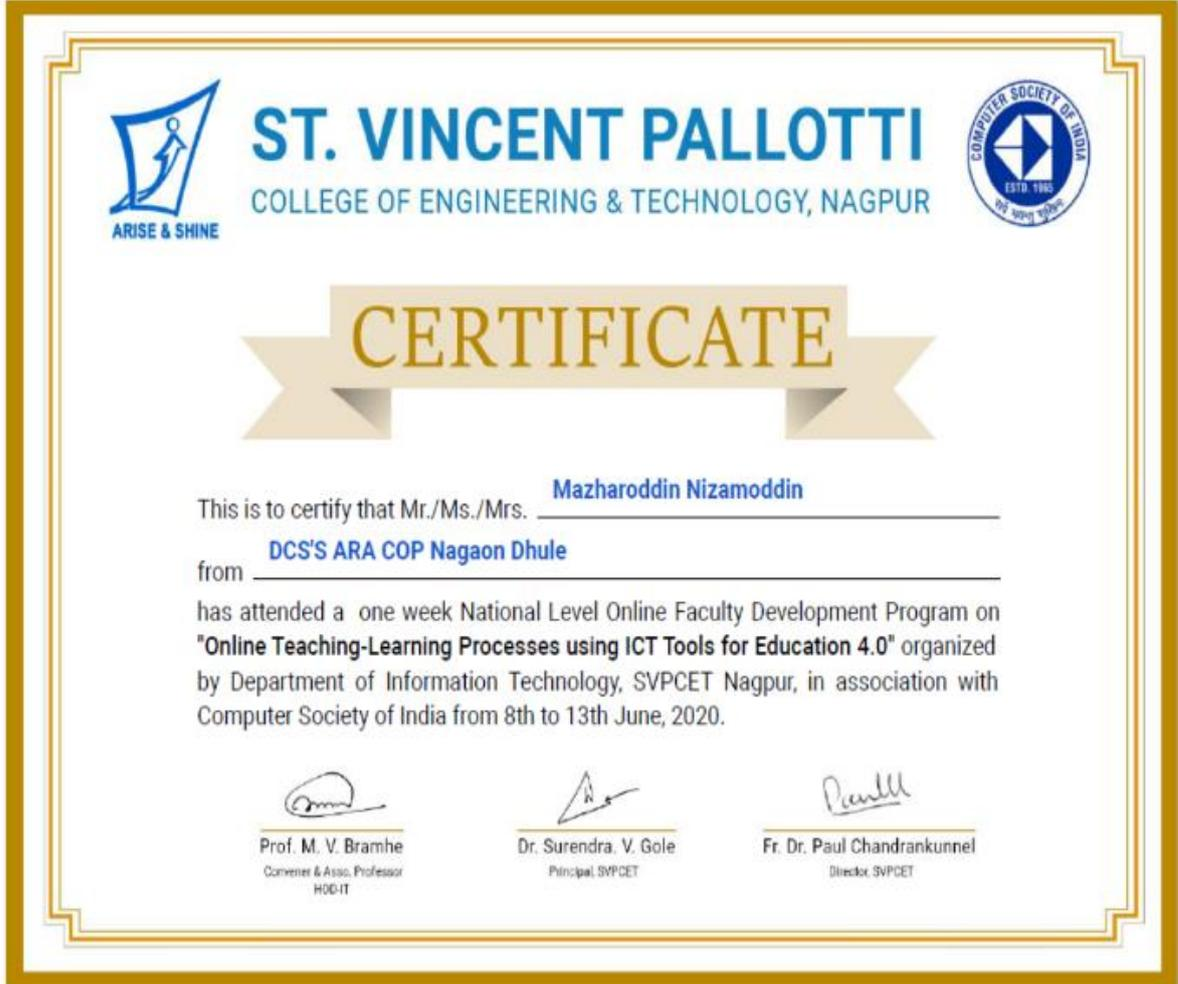 ST. VINCENT PALLOTTI
COLLEGE OF ENGINEERING & TECHNOLOGY, NAGPUR
ARISE & SHINE
COMPUTER SOCIETY OF INDIA
ESTD. 1965
CERTIFICATE
This is to certify that Mr./Ms./Mrs. Mazharoddin Nizamoddin
from DCS'S ARA COP Nagaon Dhule
has attended a one week National Level Online Faculty Development Program on
"Online Teaching-Learning Processes using ICT Tools for Education 4.0" organized
by Department of Information Technology, SVPCET Nagpur, in association with
Computer Society of India from 8th to 13th June, 2020.
Prof. M. V. Bramhe
Convener & Asso. Professor
HOD-IT
Dr. Surendra. V. Gole
Principal, SVPCET
Fr. Dr. Paul Chandrankunnel
Director, SVPCET